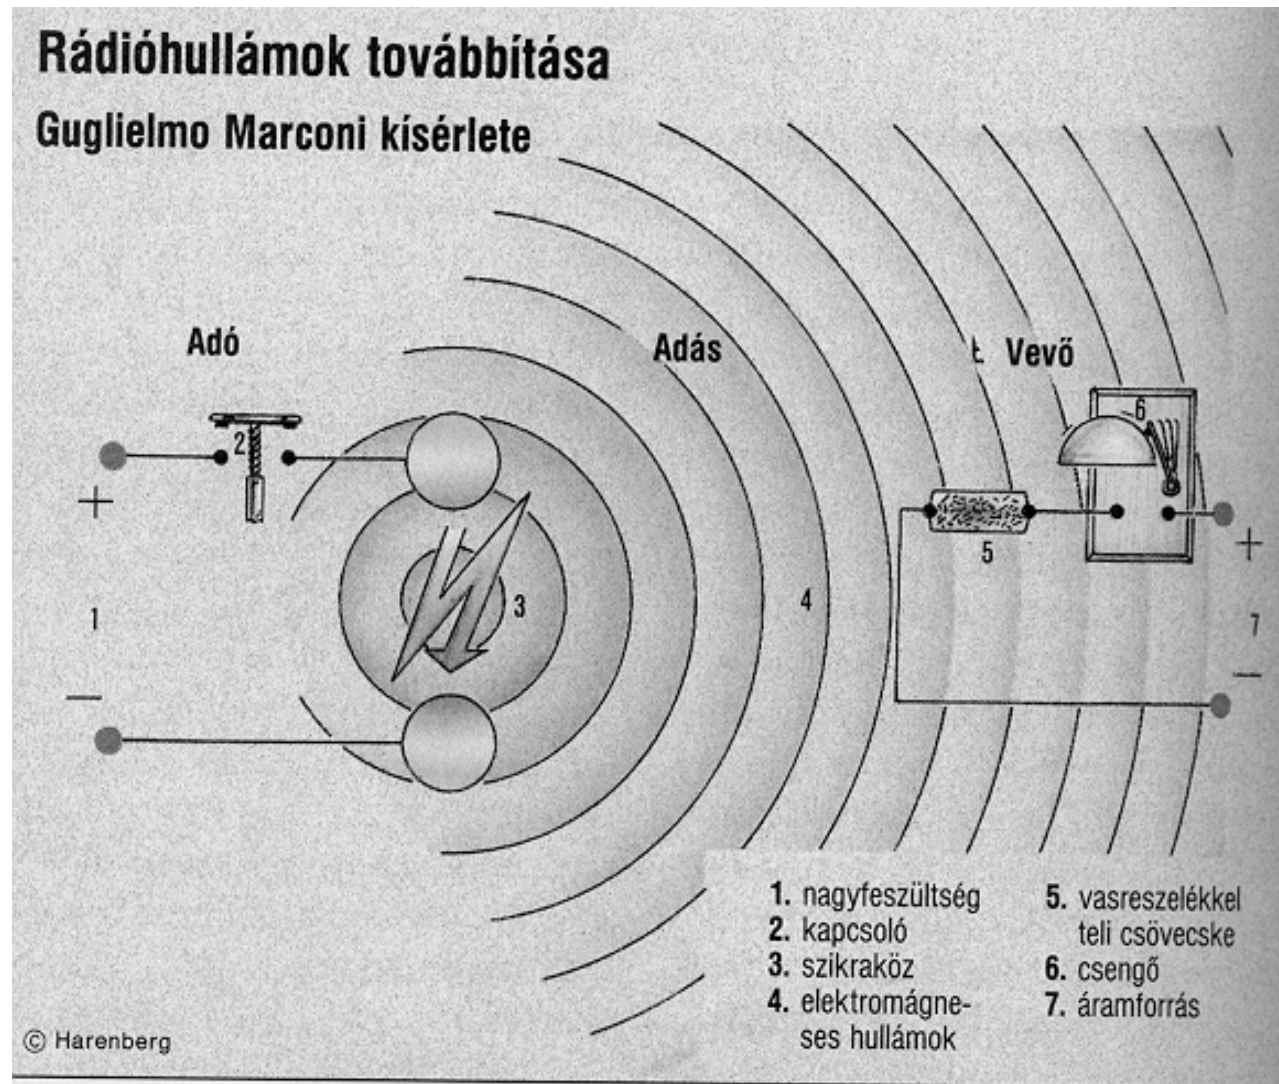 Rádióhullámok továbbítása
Guglielmo Marconi kísérlete
Adó
Adás
Vevő
2
6
+
5
+
1
3
4
7
—
—
1. nagyfeszültség
2. kapcsoló
3. szikraköz
4. elektromágne-
ses hullámok
5. vasreszelékkel
teli csövecske
6. csengő
7. áramforrás
© Harenberg